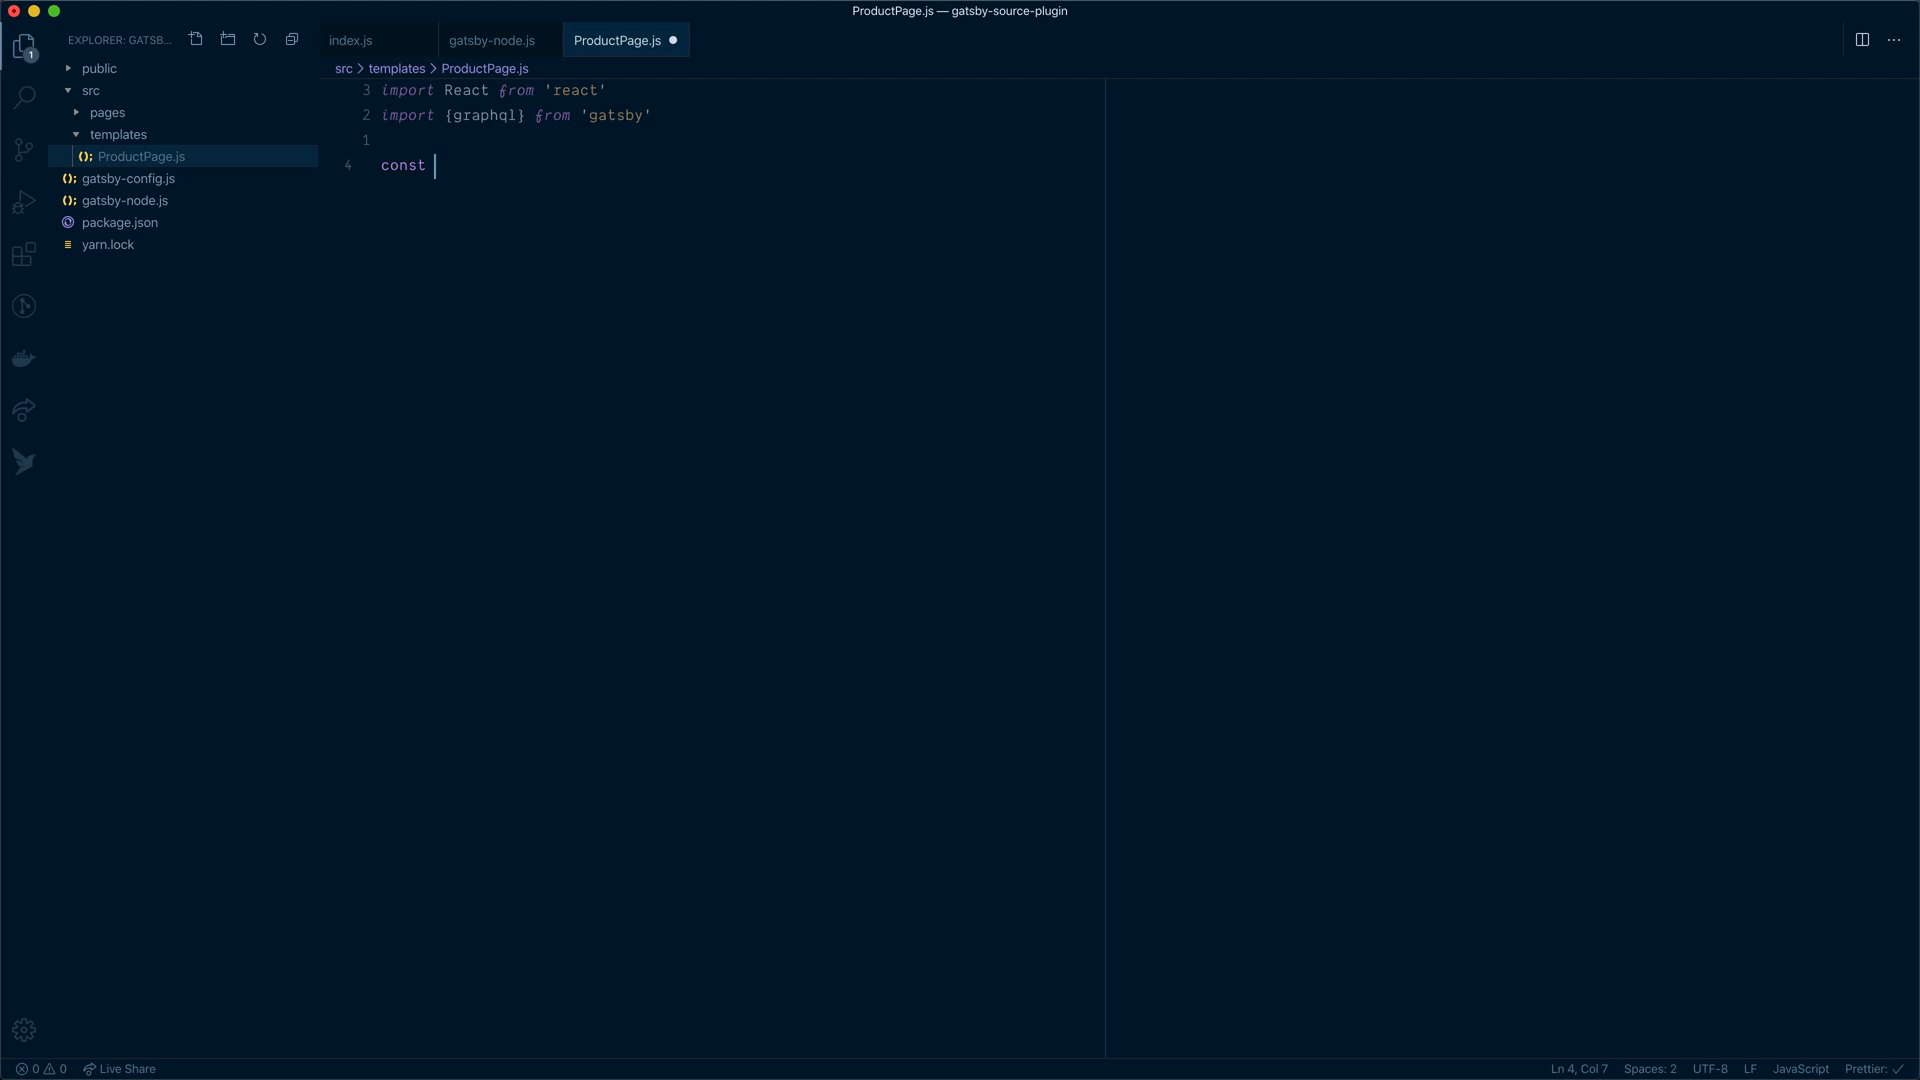 ProductPage.js — gatsby-source-plugin
EXPLORER: GATSB...
index.js
gatsby-node.js
ProductPage.js
1
src > templates > ProductPage.js
public
src
pages
templates
ProductPage.js
gatsby-config.js
gatsby-node.js
package.json
yarn.lock
3 import React from 'react'
2 import {graphql} from 'gatsby'
1
4 const
0 0 Live Share
Ln 4, Col 7 Spaces: 2 UTF-8 LF JavaScript Prettier: ✓